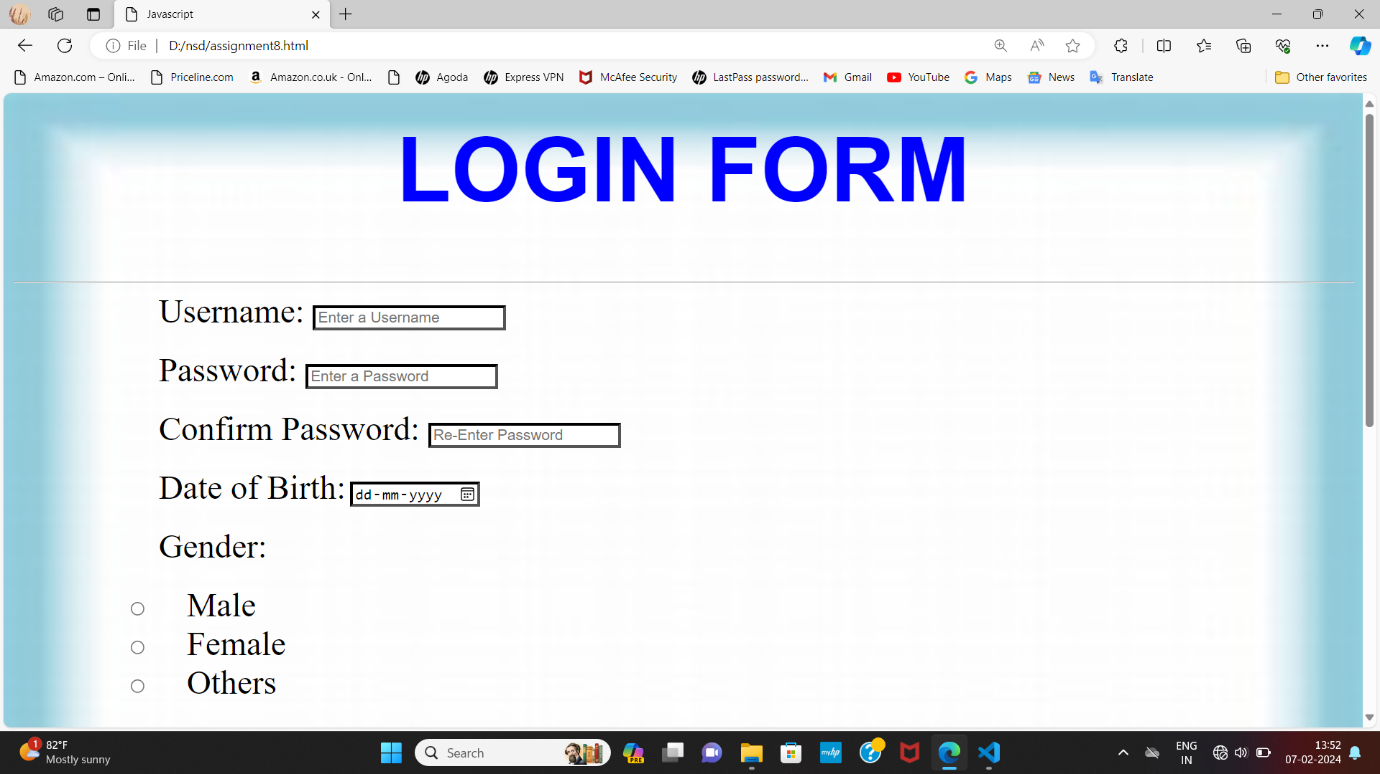 Javascript
File | D:/nsd/assignment8.html
Amazon.com – Onli... Priceline.com Amazon.co.uk - Onl... Agoda Express VPN McAfee Security LastPass password... Gmail YouTube Maps News Translate Other favorites
LOGIN FORM
Username: Enter a Username
Password: Enter a Password
Confirm Password: Re-Enter Password
Date of Birth: dd-mm-yyyy
Gender:
Male
Female
Others
1 82°F
Mostly sunny
Search
PRE
myhp
ENG
IN
13:52
07-02-2024